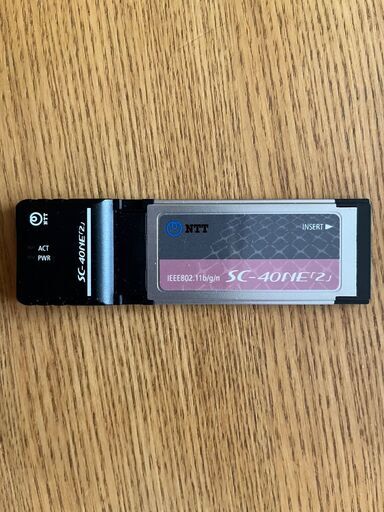 NTT
ACT
PWR
SC-40NE「2」
NTT
INSERT
IEEE802.11b/g/n SC-40NE「2」